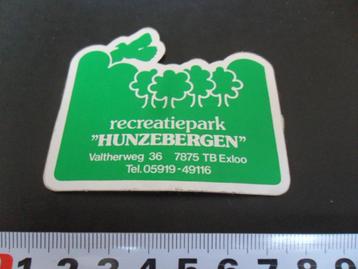 recreatiepark
"HUNZEBERGEN"
Valtherweg 36 7875 TB Exloo
Tel. 05919-49116
1 2 3 4 5 6 7 8 9